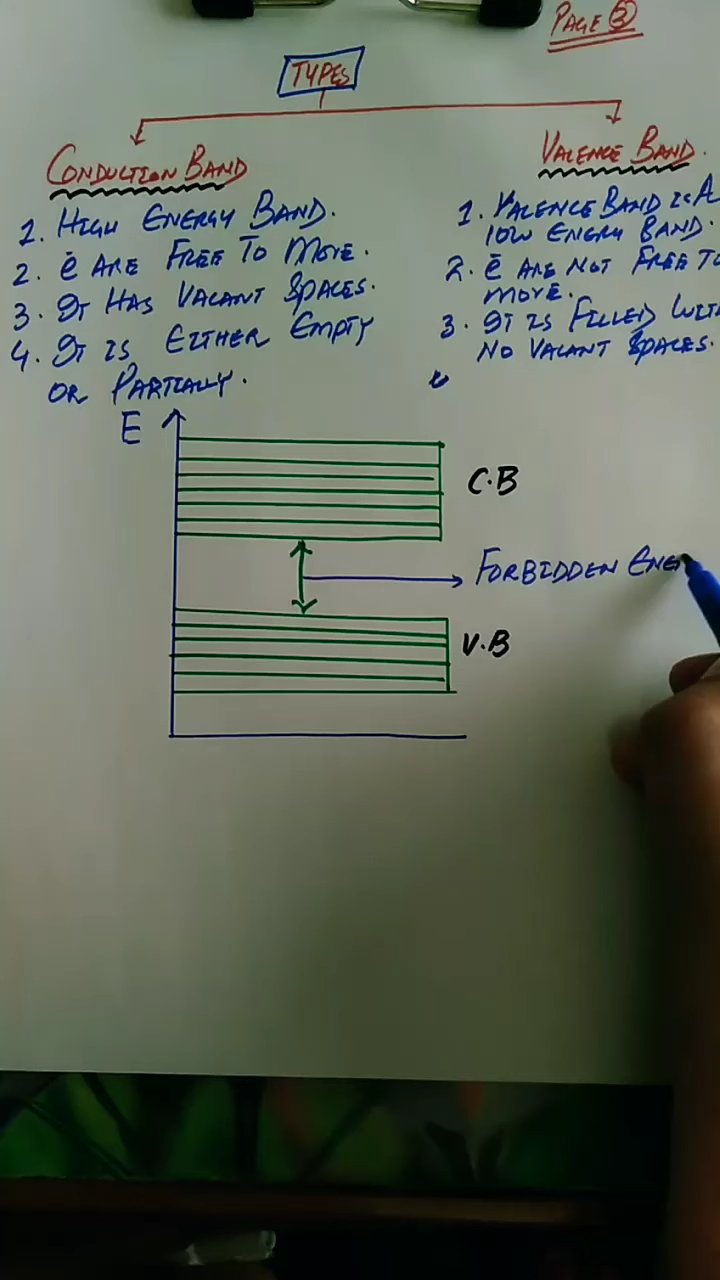 PAGE 3
TYPES
CONDUCTION BAND
1. HIGH ENERGY BAND.
2. ē ARE FREE TO MOVE.
3. IT HAS VACANT SPACES.
4. IT IS EITHER EMPTY
OR PARTIALLY.
VALENCE BAND.
1. VALENCE BAND IS A
LOW ENERGY BAND.
2. ē ARE NOT FREE TO
MOVE.
3. IT IS FILLED WITH
NO VACANT SPACES.
E
C.B
FORBIDDEN ENE
V.B